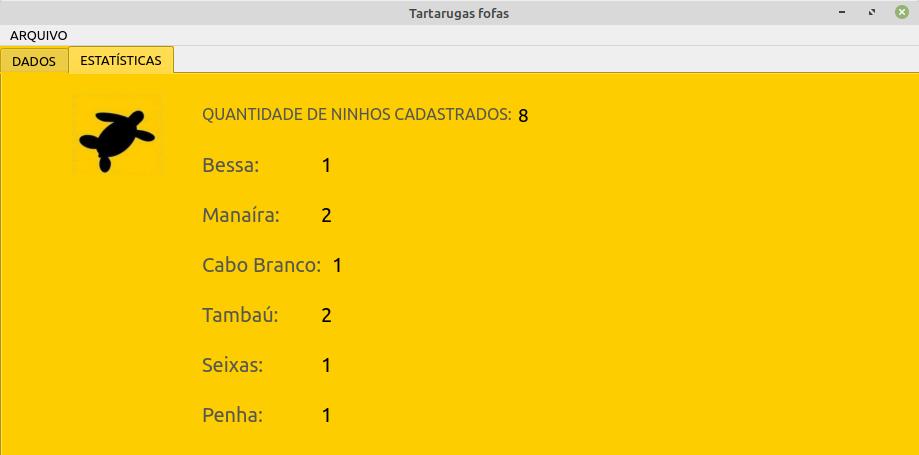 Tartarugas fofas
ARQUIVO
DADOS ESTATÍSTICAS
QUANTIDADE DE NINHOS CADASTRADOS: 8
Bessa: 1
Manaíra: 2
Cabo Branco: 1
Tambaú: 2
Seixas: 1
Penha: 1